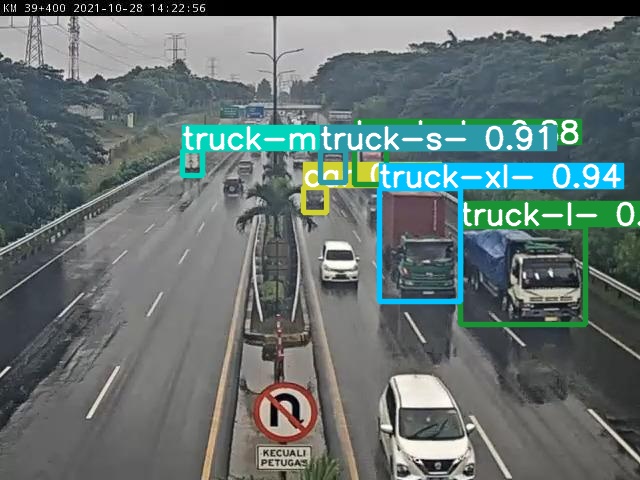 KM 39+400 2021-10-28 14:22:56
truck-m
truck-s- 0.91
truck-xl- 0.94
truck-l- 0.
KECUALI
PETUGAS